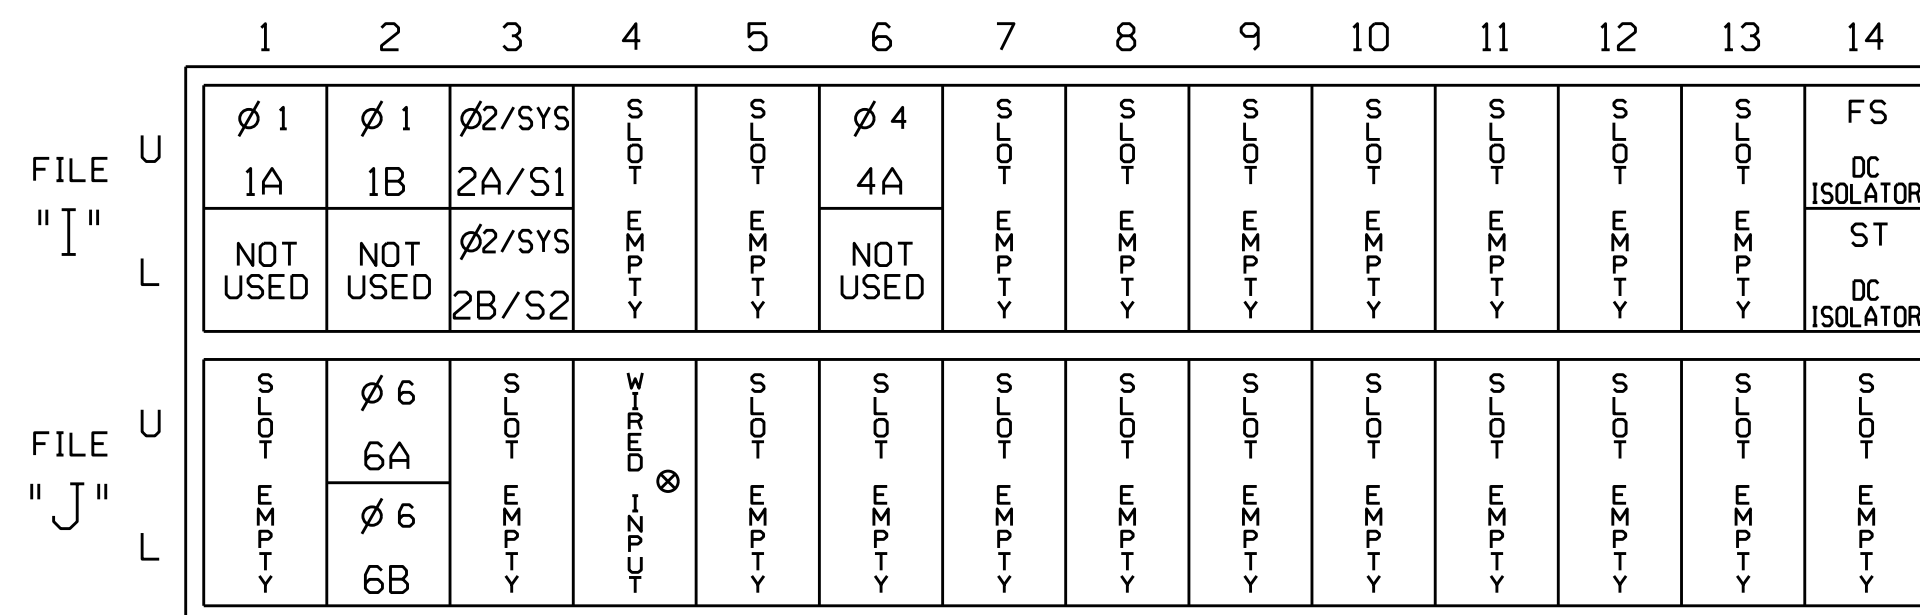 1 2 3 4 5 6 7 8 9 10 11 12 13 14
FILE "I"
U
L
Ø 1
1A
NOT
USED
Ø 1
1B
NOT
USED
Ø2/SYS
2A/S1
Ø2/SYS
2B/S2
SLOT EMPTY
SLOT EMPTY
Ø 4
4A
NOT
USED
SLOT EMPTY
SLOT EMPTY
SLOT EMPTY
SLOT EMPTY
SLOT EMPTY
SLOT EMPTY
SLOT EMPTY
FS
DC
ISOLATOR
ST
DC
ISOLATOR
FILE
"J"
U
L
SLOT EMPTY
Ø 6
6A
Ø 6
6B
SLOT EMPTY
WIRED INPUT
SLOT EMPTY
SLOT EMPTY
SLOT EMPTY
SLOT EMPTY
SLOT EMPTY
SLOT EMPTY
SLOT EMPTY
SLOT EMPTY
SLOT EMPTY
SLOT EMPTY